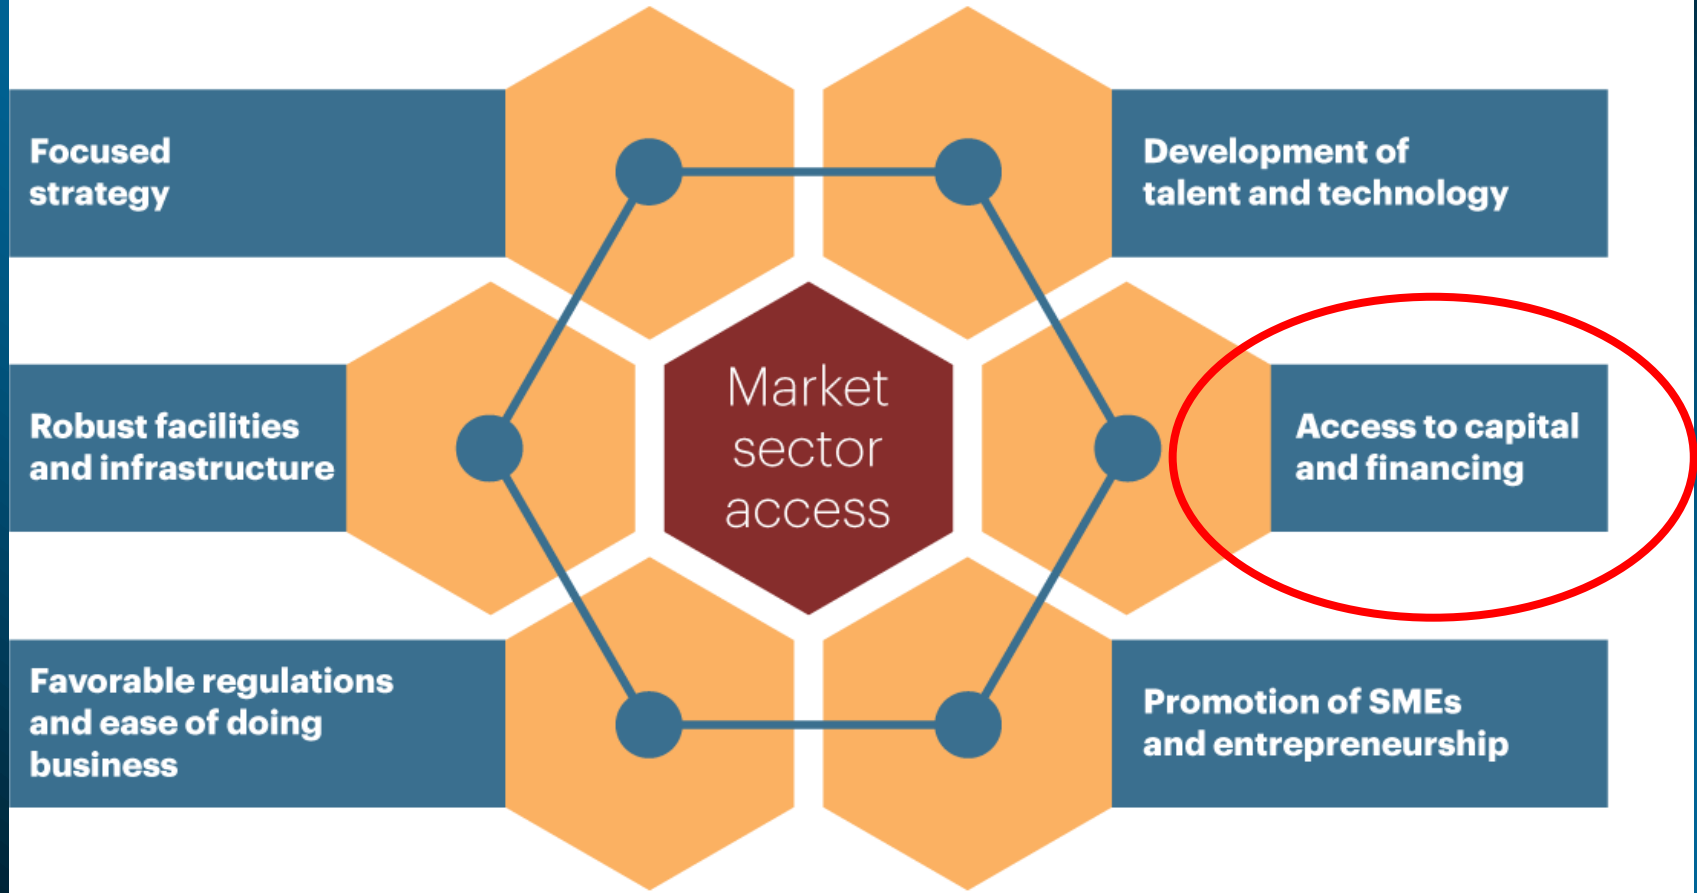 Focused
strategy
Development of
talent and technology
Robust facilities
and infrastructure
Market
sector
access
Access to capital
and financing
Favorable regulations
and ease of doing
business
Promotion of SMEs
and entrepreneurship